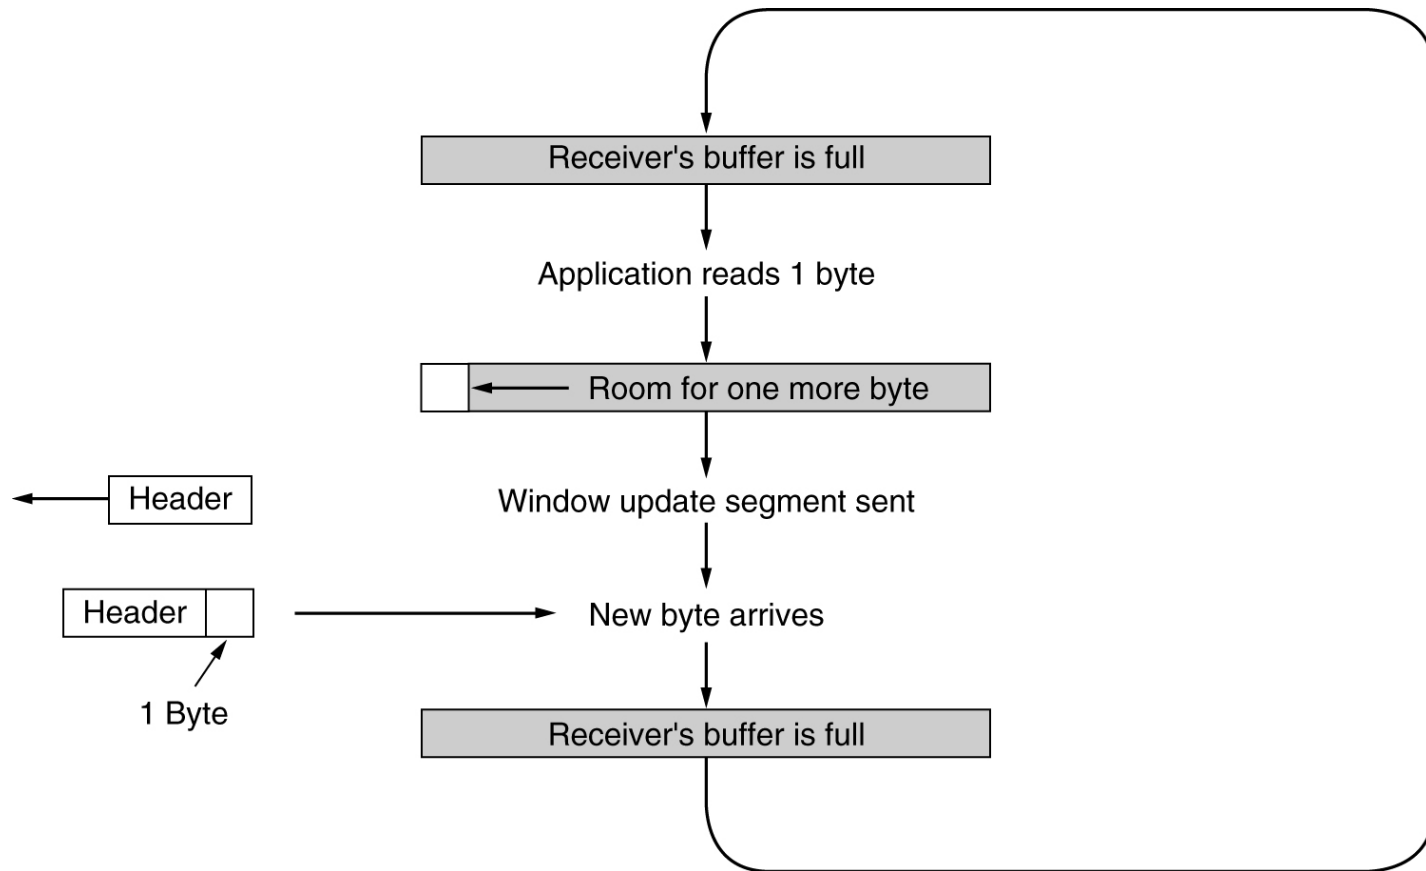 Receiver's buffer is full
Application reads 1 byte
Room for one more byte
Header
Window update segment sent
Header
New byte arrives
1 Byte
Receiver's buffer is full